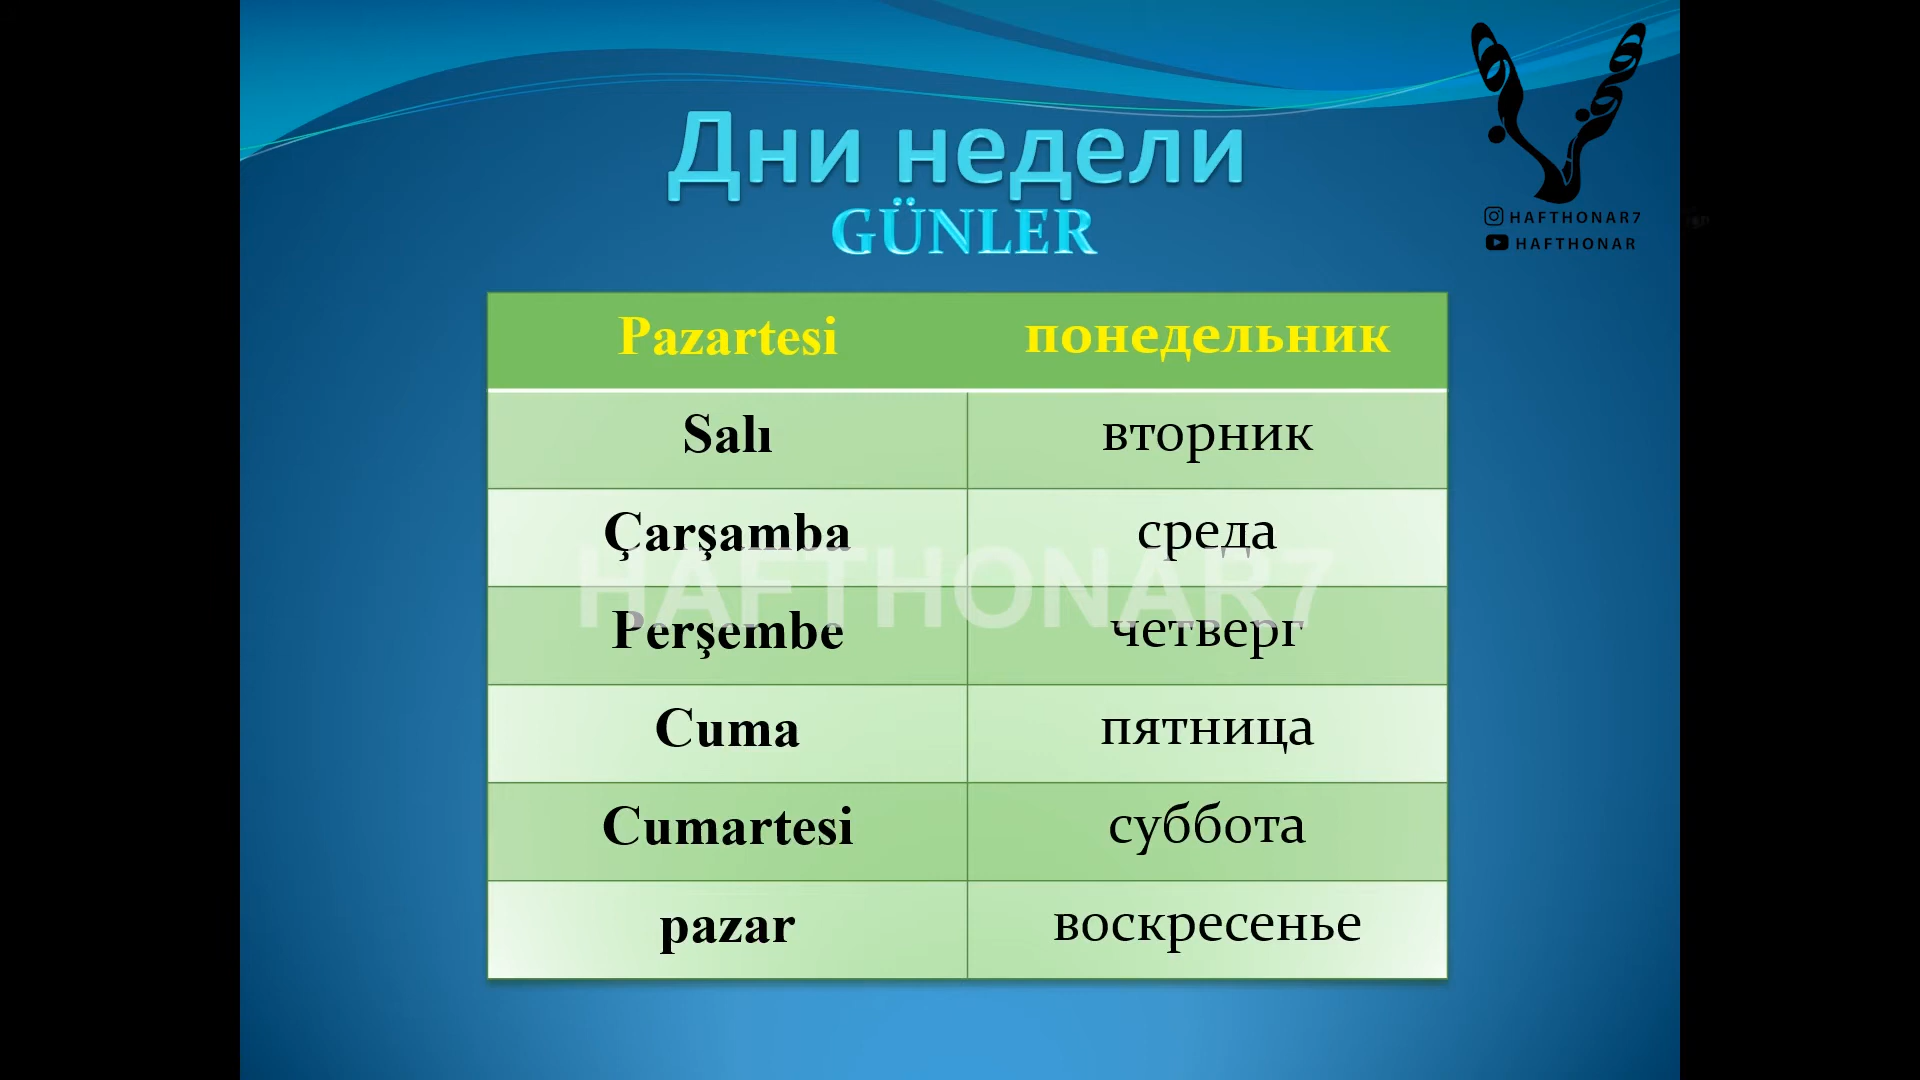 Дни недели
GÜNLER
HAFTHONAR7
HAFTHONAR
Pazartesi понедельник
Salı вторник
Çarşamba среда
HAFTHONAR7
Perşembe четверг
Cuma пятница
Cumartesi суббота
pazar воскресенье